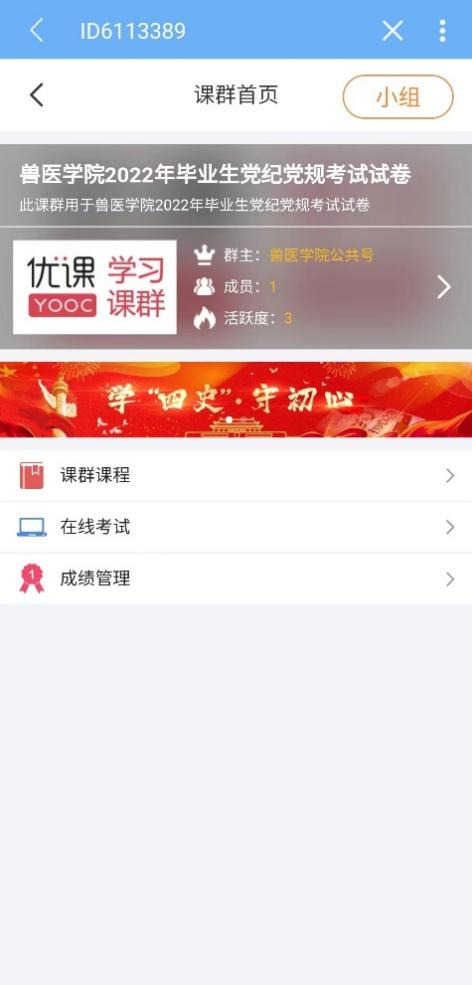 ID6113389
课群首页
小组
兽医学院2022年毕业生党纪党规考试试卷
此课群用于兽医学院2022年毕业生党纪党规考试试卷
优课 学习
YOOC 课群
群主：兽医学院公共号
成员：1
活跃度：3
学“四史”·守初心
课群课程
在线考试
1
成绩管理